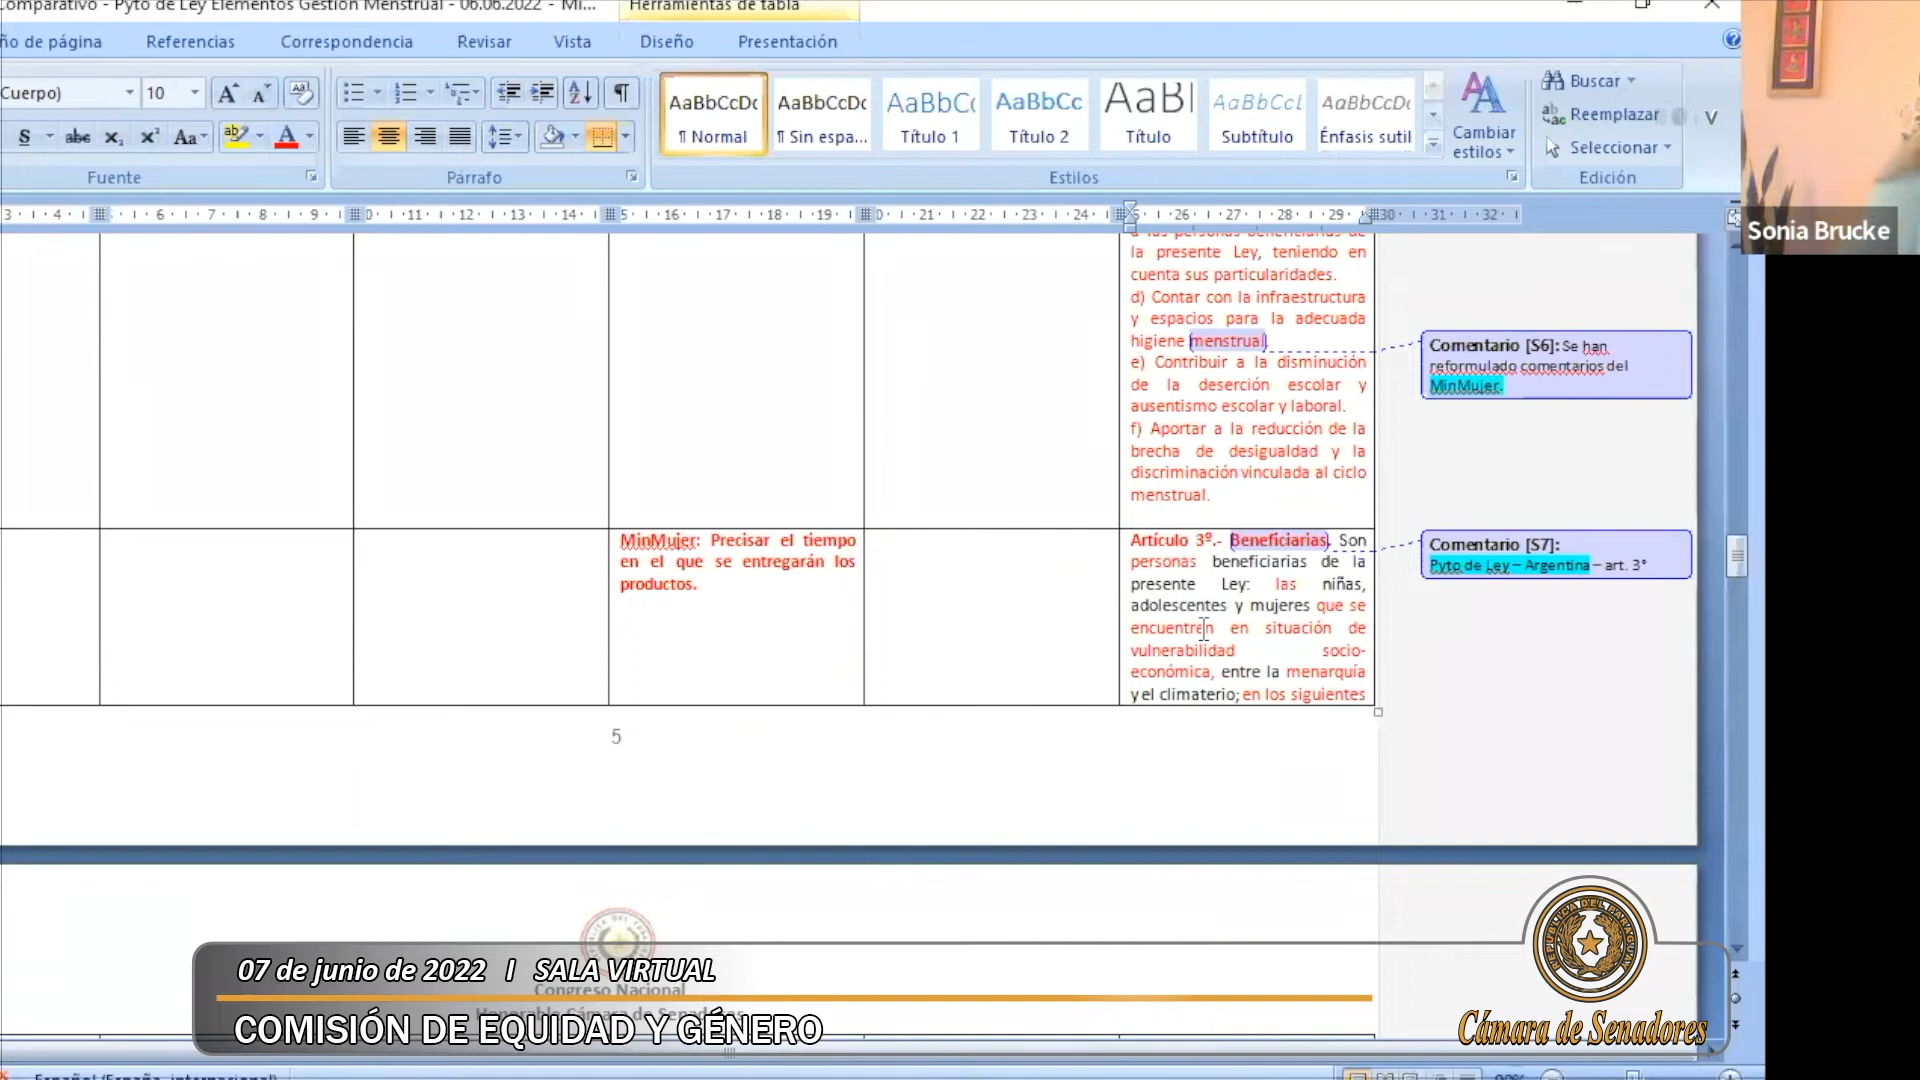 omparativo - Pyto de Ley Elementos Gestión Menstrual - 06.06.2022 - Mi...
Herramientas de tabla
ño de página
Referencias
Correspondencia
Revisar
Vista
Diseño
Presentación
Cuerpo)
10
Fuente
Párrafo
AaBbCcDc
¶ Normal
AaBbCcDc
¶ Sin espa...
AaBbC(
Título 1
AaBbCc
Título 2
AaBl
Título
AaBbCcL
Subtítulo
AaBbCcDc
Énfasis sutil
Cambiar
estilos
Estilos
Buscar
Reemplazar
Seleccionar
Edición
Sonia Brucke
la presente Ley, teniendo en
cuenta sus particularidades.
d) Contar con la infraestructura
y espacios para la adecuada
higiene menstrual.
e) Contribuir a la disminución
de la deserción escolar y
ausentismo escolar y laboral.
f) Aportar a la reducción de la
brecha de desigualdad y la
discriminación vinculada al ciclo
menstrual.
Comentario [S6]: Se han
reformulado comentarios del
MinMujer.
MinMujer: Precisar el tiempo
en el que se entregarán los
productos.
Artículo 3º.- Beneficiarias. Son
personas beneficiarias de la
presente Ley: las niñas,
adolescentes y mujeres que se
encuentren en situación de
vulnerabilidad socio-
económica, entre la menarquía
y el climaterio; en los siguientes
Comentario [S7]:
Pyto de Ley – Argentina – art. 3°
5
07 de junio de 2022 I SALA VIRTUAL
Congreso Nacional
COMISIÓN DE EQUIDAD Y GÉNERO
REPUBLICA DEL PARAGUAY
Cámara de Senadores